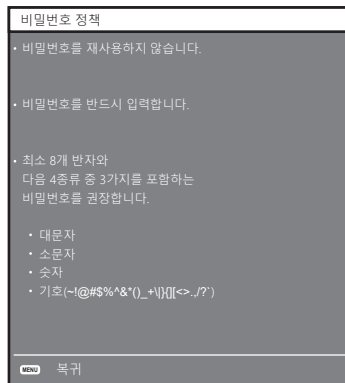 비밀번호 정책
• 비밀번호를 재사용하지 않습니다.
• 비밀번호를 반드시 입력합니다.
• 최소 8개 반자와
다음 4종류 중 3가지를 포함하는
비밀번호를 권장합니다.
• 대문자
• 소문자
• 숫자
• 기호(~!@#$%^&*()_+\|}{][<>.,/?`)
MENU 복귀